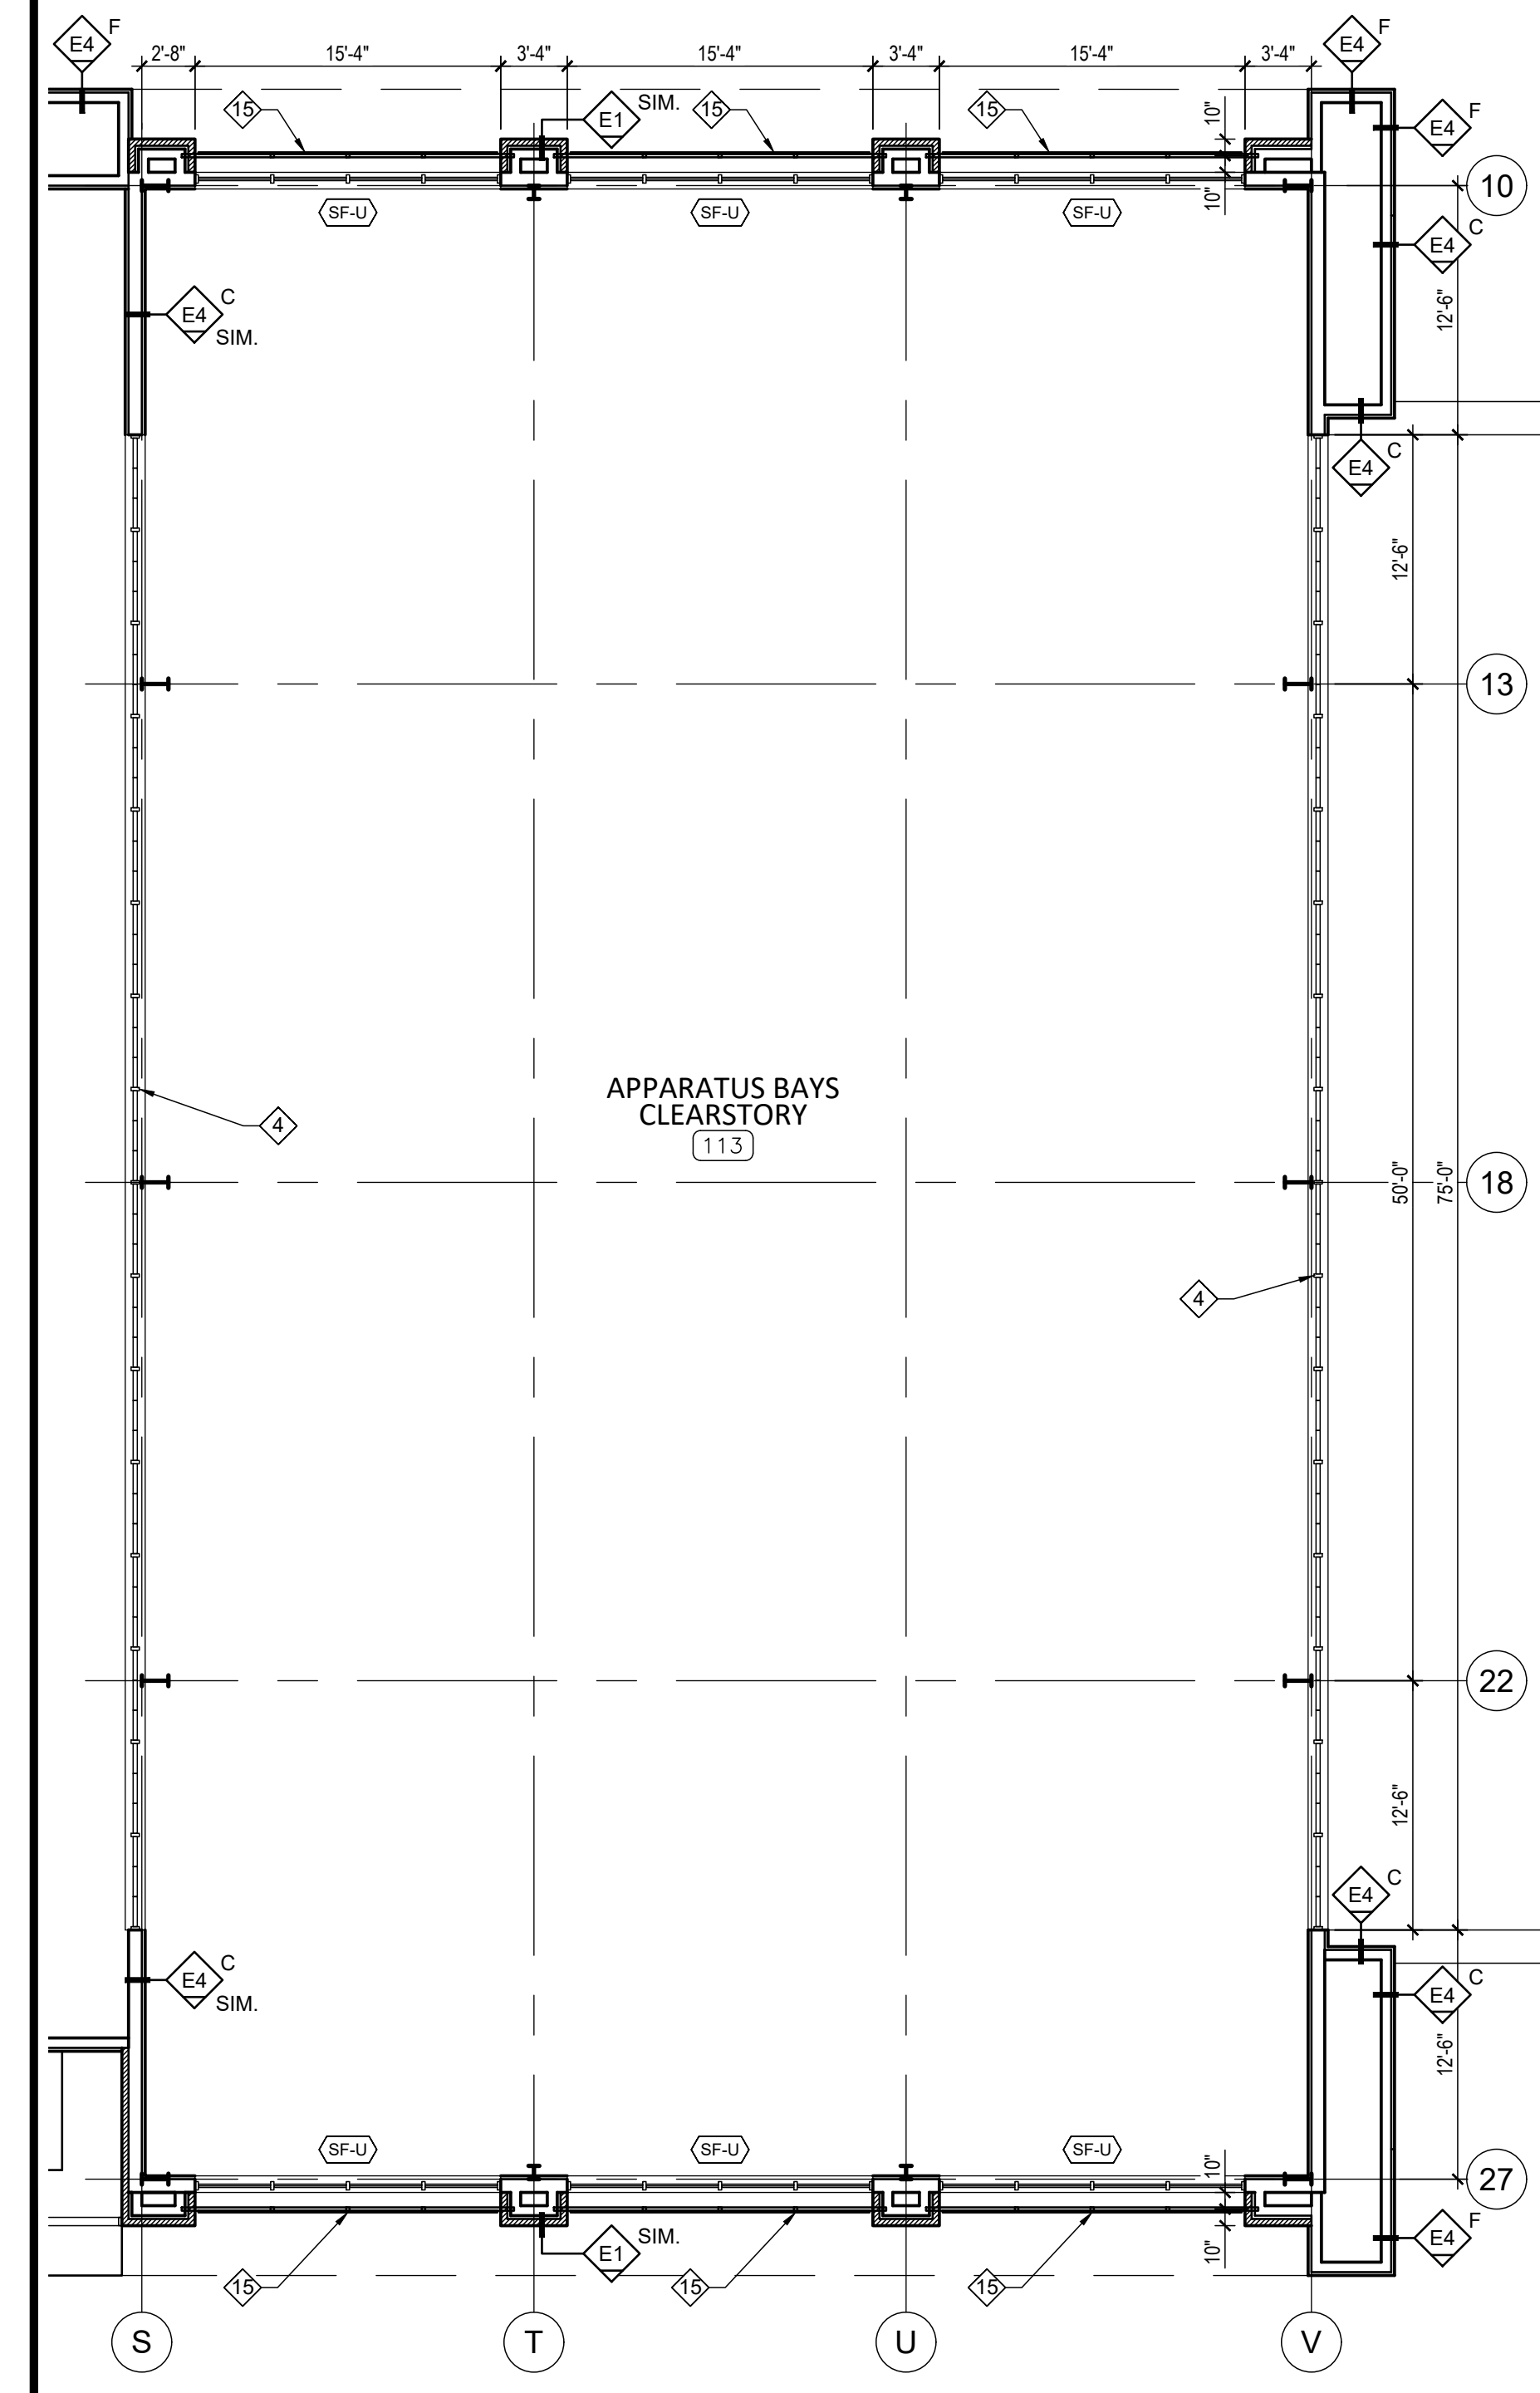 F
E4
2'-8"
15'-4"
3'-4"
15'-4"
3'-4"
15'-4"
3'-4"
F
E4
15
SIM.
E1
15
15
10"
F
E4
10
10"
SF-U
SF-U
SF-U
C
E4
C
E4
SIM.
12'-6"
C
E4
12'-6"
13
APPARATUS BAYS
CLEARSTORY
113
4
50'-0"
75'-0"
18
4
22
12'-6"
C
E4
C
E4
SIM.
C
E4
12'-6"
SF-U
SF-U
SF-U
10"
27
SIM.
E1
10"
F
E4
15
15
15
S
T
U
V